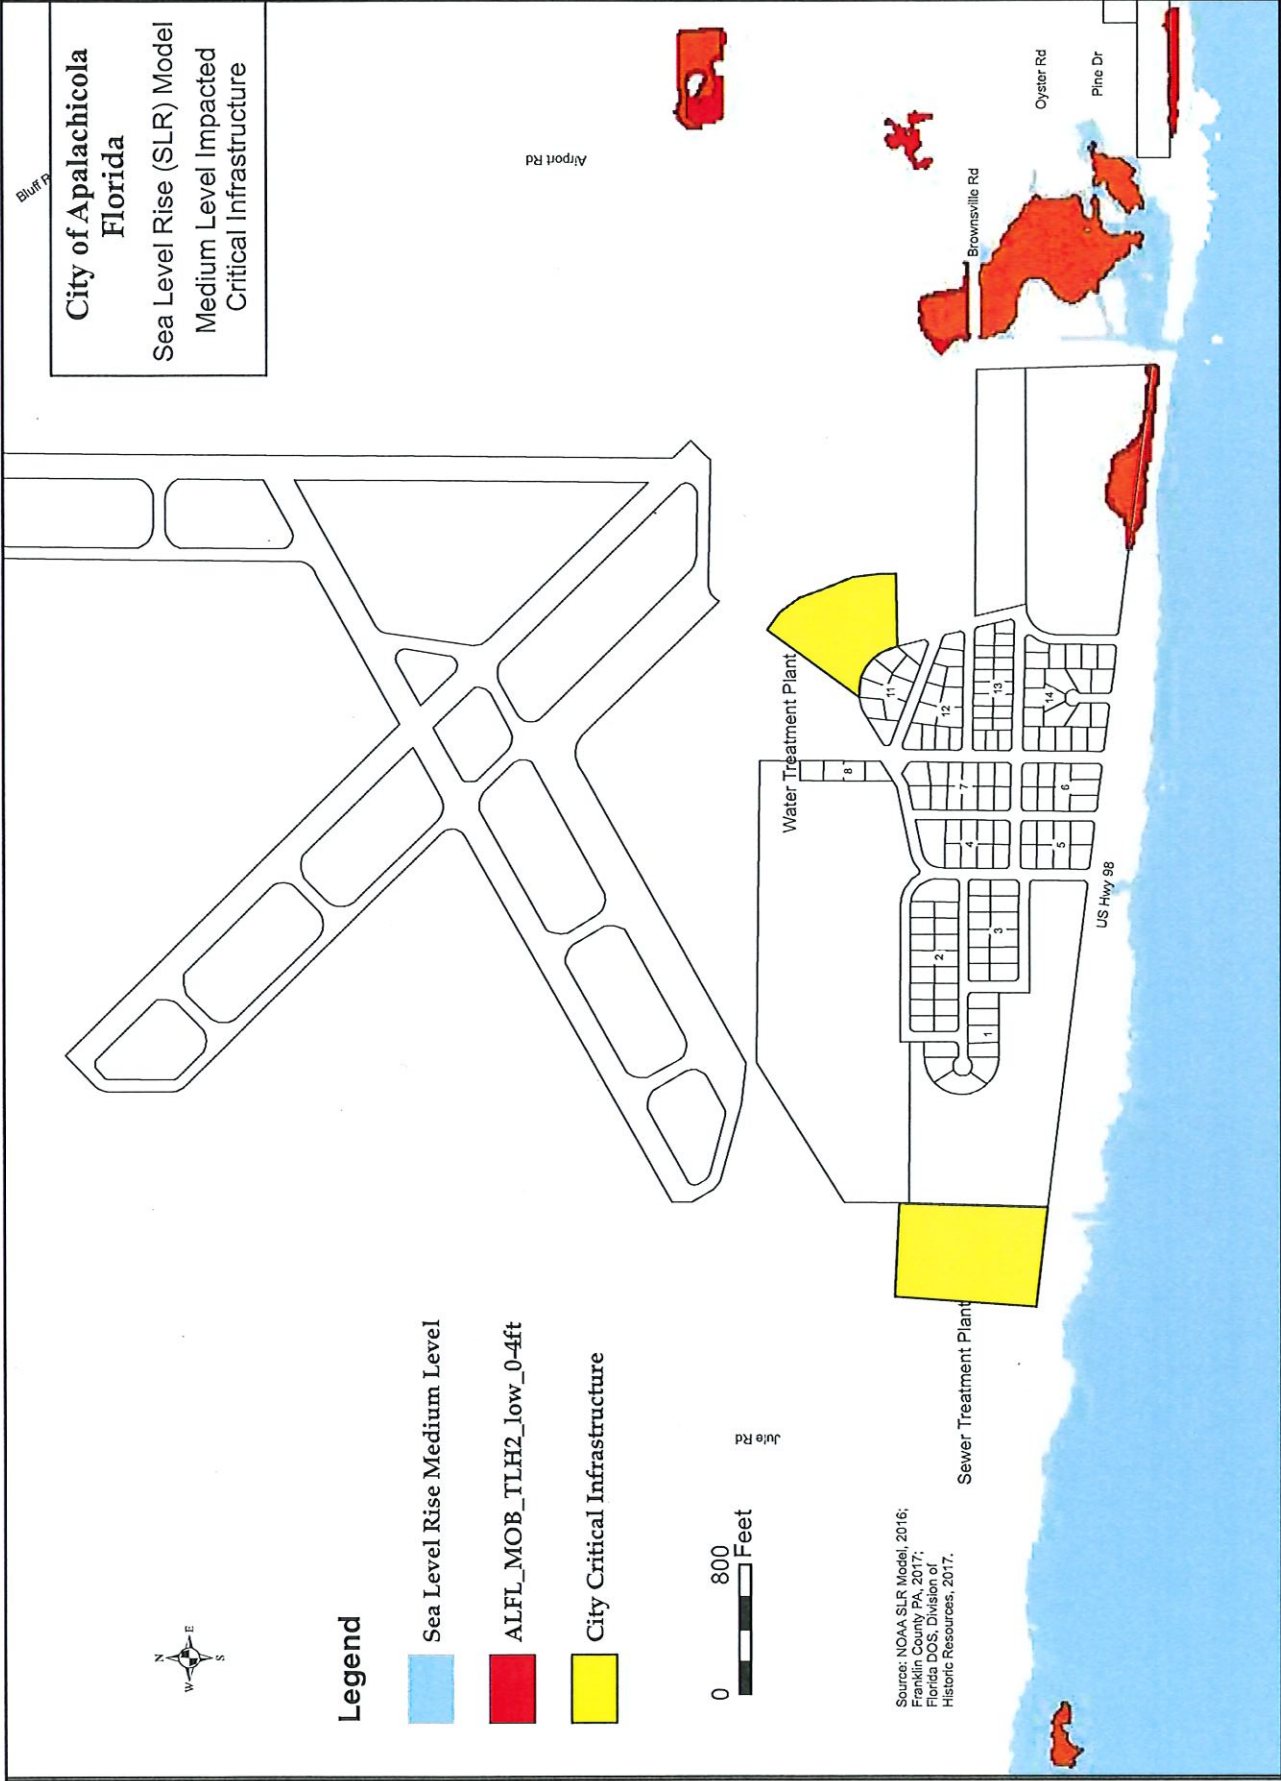 City of Apalachicola
Florida
Sea Level Rise (SLR) Model
Medium Level Impacted
Critical Infrastructure
Airport Rd
Oyster Rd
Pine Dr
Brownsville Rd
Water Treatment Plant
11
12
13
14
8
7
6
4
5
2
3
1
US Hwy 98
Sewer Treatment Plant
Jule Rd
N
W
E
S
Legend
Sea Level Rise Medium Level
ALFL_MOB_TLH2_low_0-4ft
City Critical Infrastructure
0
800
Feet
Source: NOAA SLR Model, 2016;
Franklin County PA, 2017;
Florida DOS, Division of
Historic Resources, 2017.
Bluff